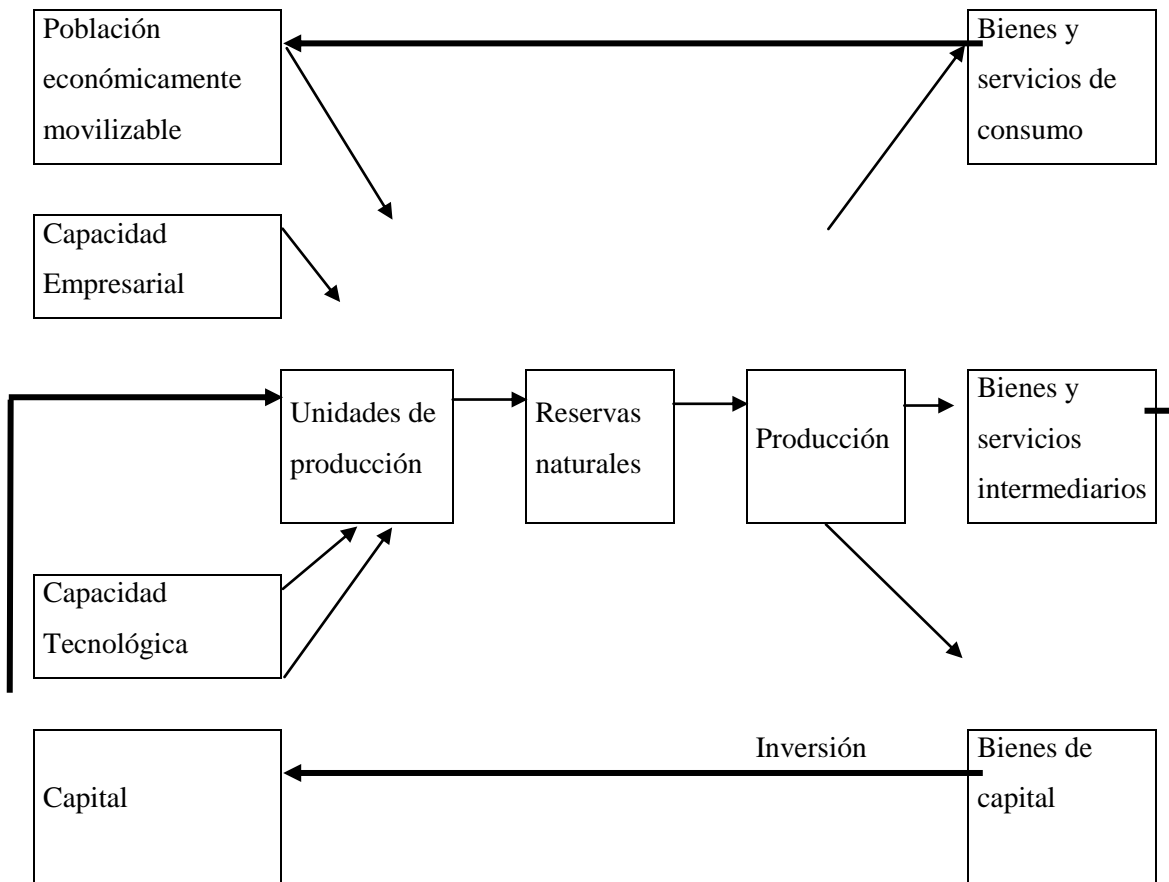 Población
económicamente
movilizable
Bienes y
servicios de
consumo
Capacidad
Empresarial
Unidades de
producción
Reservas
naturales
Producción
Bienes y
servicios
intermediarios
Capacidad
Tecnológica
Capital
Inversión
Bienes de
capital